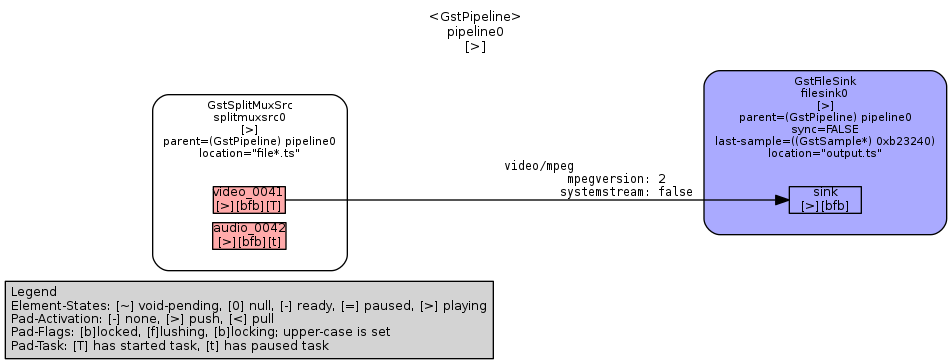 <GstPipeline>
pipeline0
[>]
GstSplitMuxSrc
splitmuxsrc0
[>]
parent=(GstPipeline) pipeline0
location="file*.ts"
video_0041
[>][bfb][T]
audio_0042
[>][bfb][t]
video/mpeg
mpegversion: 2
systemstream: false
GstFileSink
filesink0
[>]
parent=(GstPipeline) pipeline0
sync=FALSE
last-sample=((GstSample*) 0xb23240)
location="output.ts"
sink
[>][bfb]
Legend
Element-States: [~] void-pending, [0] null, [-] ready, [=] paused, [>] playing
Pad-Activation: [-] none, [>] push, [<] pull
Pad-Flags: [b]locked, [f]lushing, [b]locking; upper-case is set
Pad-Task: [T] has started task, [t] has paused task